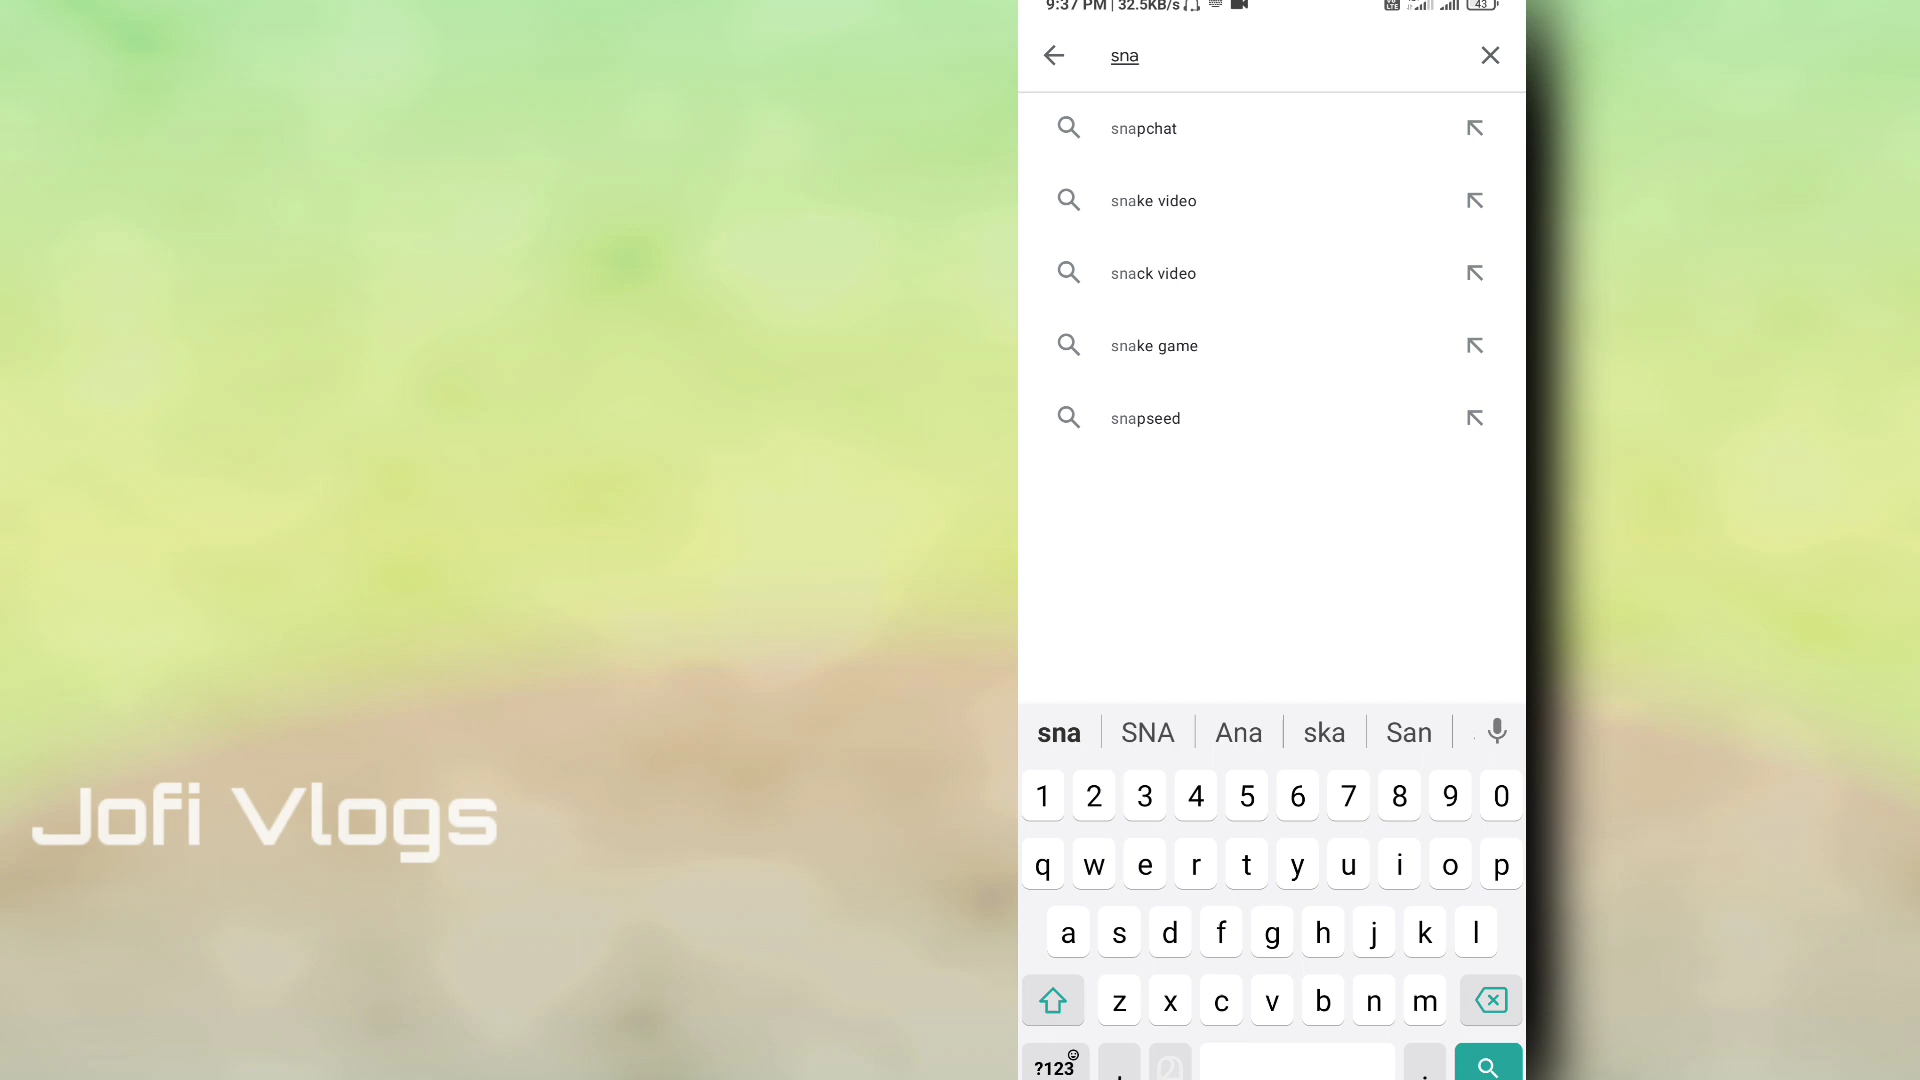 9:37 PM | 32.5KB/s
43
sna
snapchat
snake video
snack video
snake game
snapseed
sna SNA Ana ska San
1 2 3 4 5 6 7 8 9 0
q w e r t y u i o p
a s d f g h j k l
z x c v b n m
?123
Jofi Vlogs